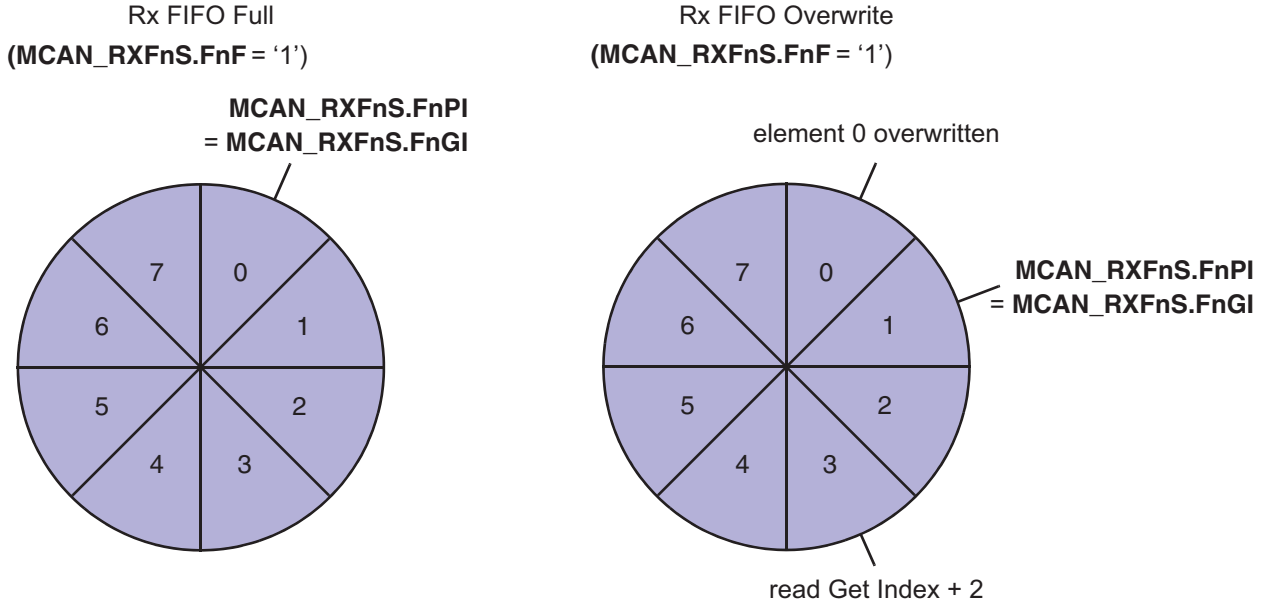 Rx FIFO Full
(MCAN_RXFnS.FnF = ‘1’)
MCAN_RXFnS.FnPI
= MCAN_RXFnS.FnGI
7
0
6
1
5
2
4
3
Rx FIFO Overwrite
(MCAN_RXFnS.FnF = ‘1’)
element 0 overwritten
MCAN_RXFnS.FnPI
= MCAN_RXFnS.FnGI
7
0
6
1
5
2
4
3
read Get Index + 2